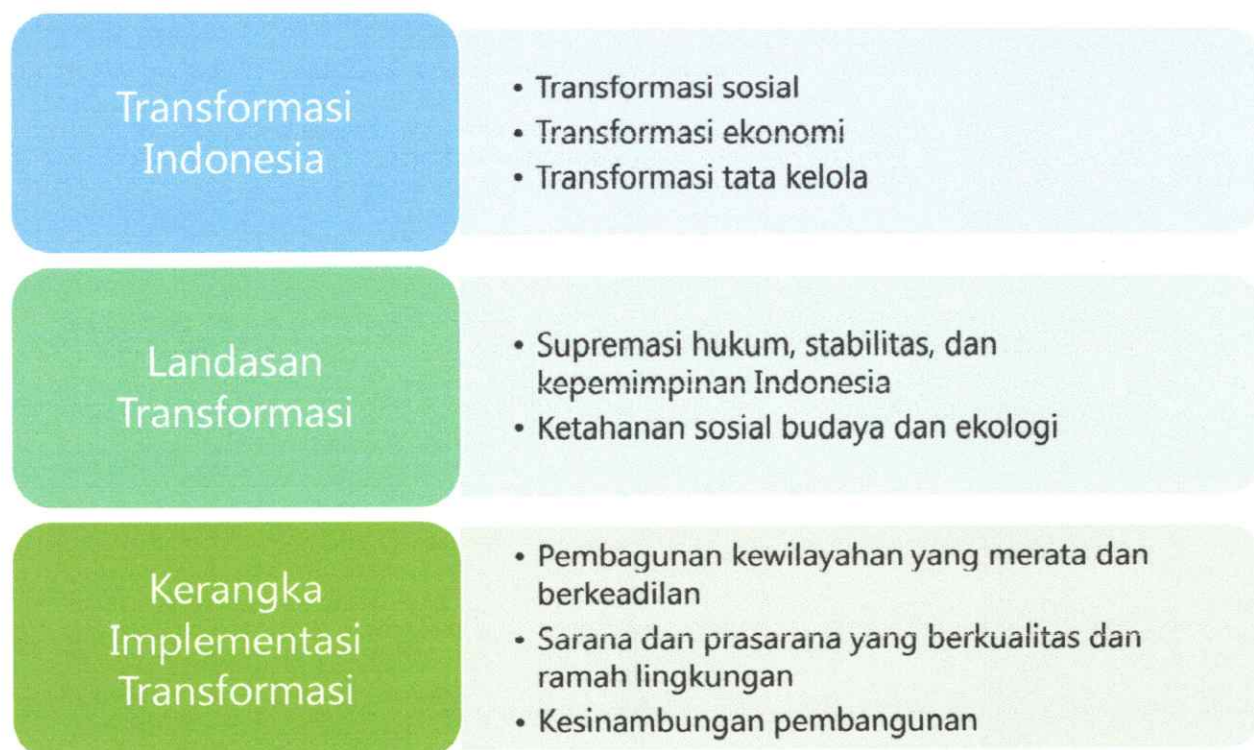 Transformasi
Indonesia
• Transformasi sosial
• Transformasi ekonomi
• Transformasi tata kelola
Landasan
Transformasi
• Supremasi hukum, stabilitas, dan
kepemimpinan Indonesia
• Ketahanan sosial budaya dan ekologi
Kerangka
Implementasi
Transformasi
• Pembagunan kewilayahan yang merata dan
berkeadilan
• Sarana dan prasarana yang berkualitas dan
ramah lingkungan
• Kesinambungan pembangunan